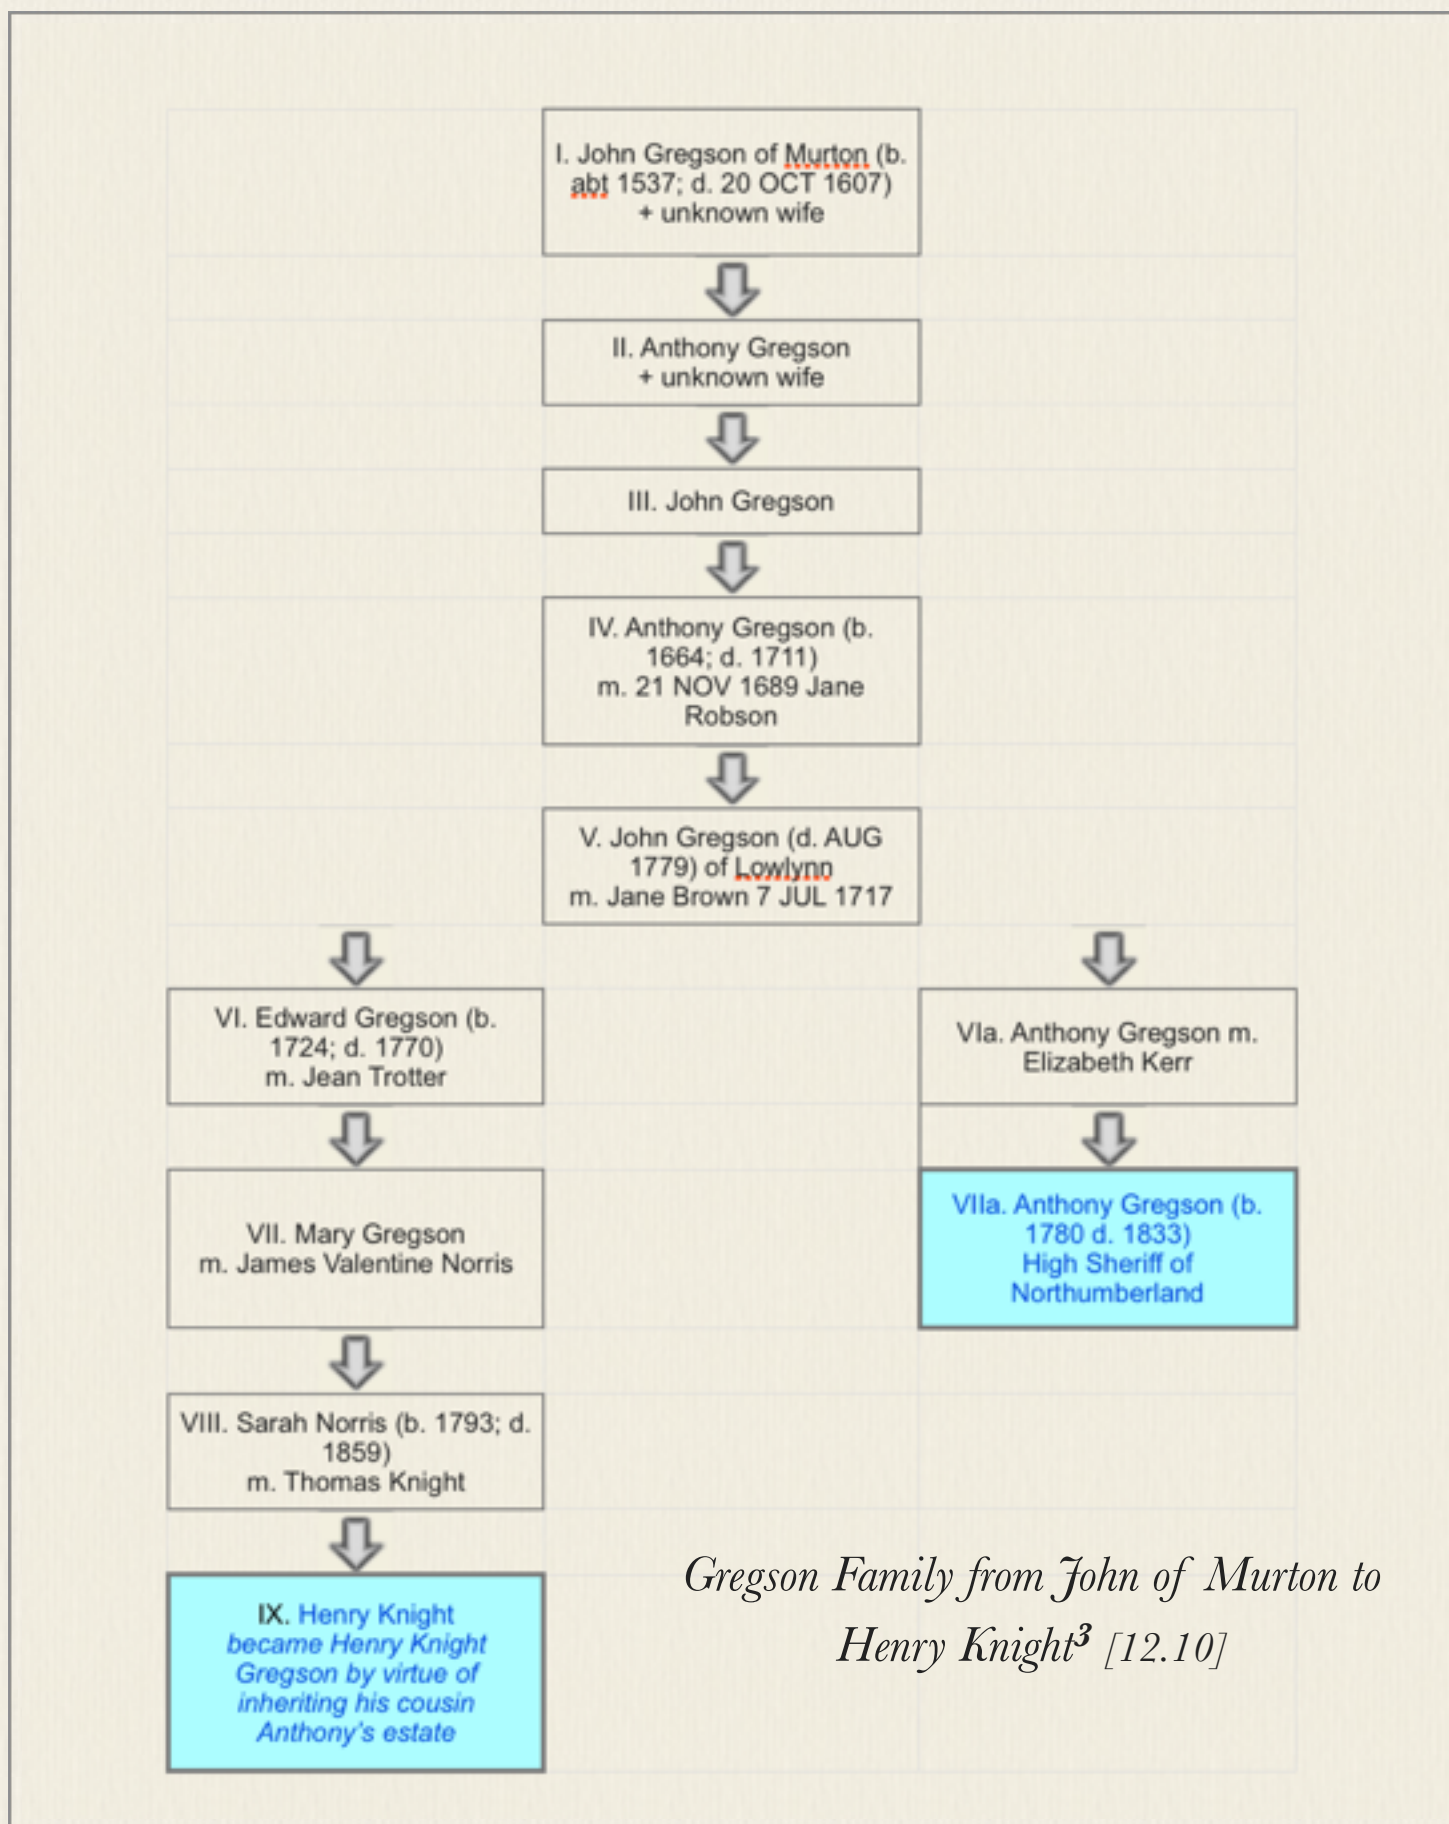 I. John Gregson of Murton (b.
abt 1537; d. 20 OCT 1607)
+ unknown wife
II. Anthony Gregson
+ unknown wife
III. John Gregson
IV. Anthony Gregson (b.
1664; d. 1711)
m. 21 NOV 1689 Jane
Robson
V. John Gregson (d. AUG
1779) of Lowlynn
m. Jane Brown 7 JUL 1717
VI. Edward Gregson (b.
1724; d. 1770)
m. Jean Trotter
VIa. Anthony Gregson m.
Elizabeth Kerr
VII. Mary Gregson
m. James Valentine Norris
VIIa. Anthony Gregson (b.
1780 d. 1833)
High Sheriff of
Northumberland
VIII. Sarah Norris (b. 1793; d.
1859)
m. Thomas Knight
IX. Henry Knight
became Henry Knight
Gregson by virtue of
inheriting his cousin
Anthony's estate
Gregson Family from John of Murton to
Henry Knight³ [12.10]